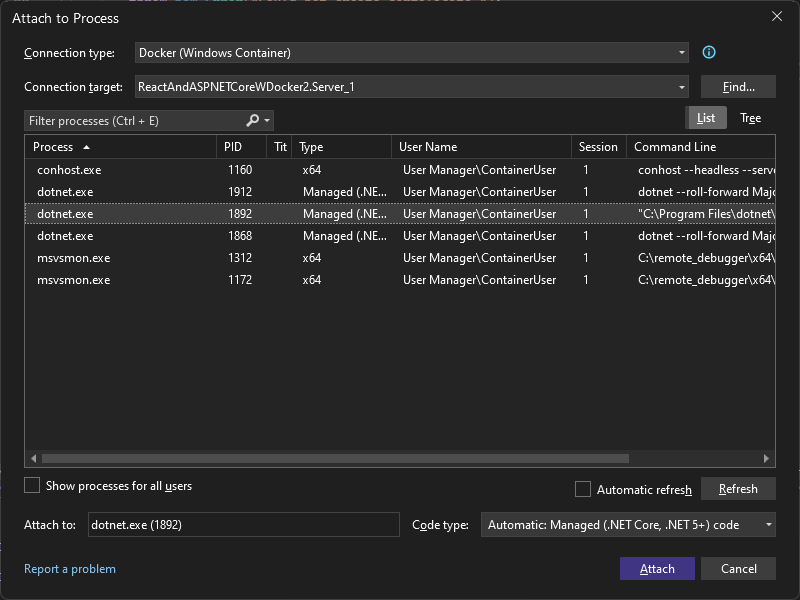 Attach to Process
Connection type: Docker (Windows Container)
Connection target: ReactAndASPNETCoreWDocker2.Server_1 Find...
Filter processes (Ctrl + E) List Tree
Process PID Tit Type User Name Session Command Line
conhost.exe 1160 x64 User Manager\ContainerUser 1 conhost --headless --serve
dotnet.exe 1912 Managed (.NE... User Manager\ContainerUser 1 dotnet --roll-forward Majo
dotnet.exe 1892 Managed (.NE... User Manager\ContainerUser 1 "C:\Program Files\dotnet\
dotnet.exe 1868 Managed (.NE... User Manager\ContainerUser 1 dotnet --roll-forward Majo
msvsmon.exe 1312 x64 User Manager\ContainerUser 1 C:\remote_debugger\x64\
msvsmon.exe 1172 x64 User Manager\ContainerUser 1 C:\remote_debugger\x64\
Show processes for all users Automatic refresh Refresh
Attach to: dotnet.exe (1892) Code type: Automatic: Managed (.NET Core, .NET 5+) code
Report a problem Attach Cancel